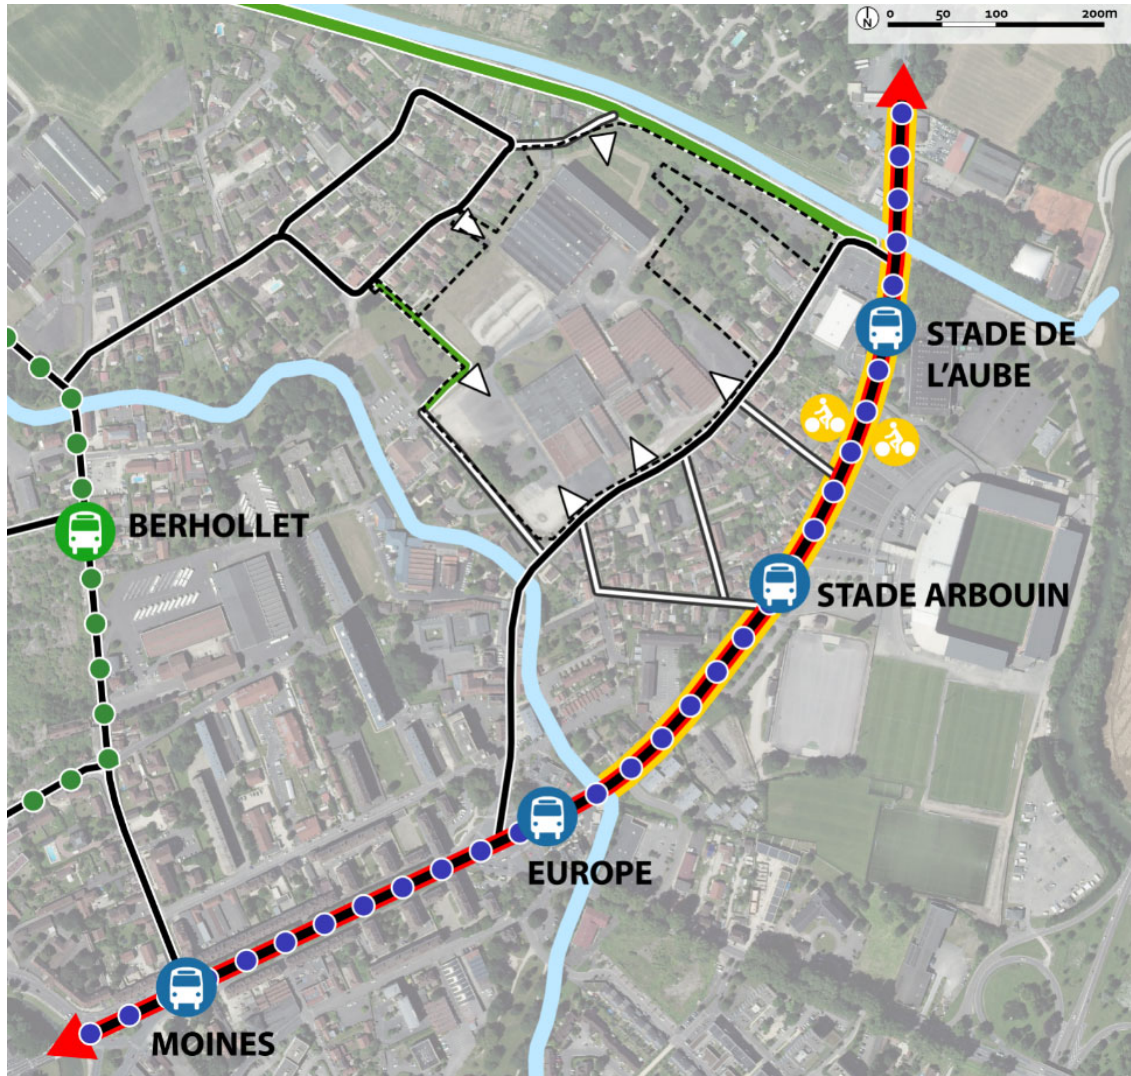 N
0 50 100 200m
STADE DE
L'AUBE
BERHOLLET
STADE ARBOUIN
EUROPE
MOINES